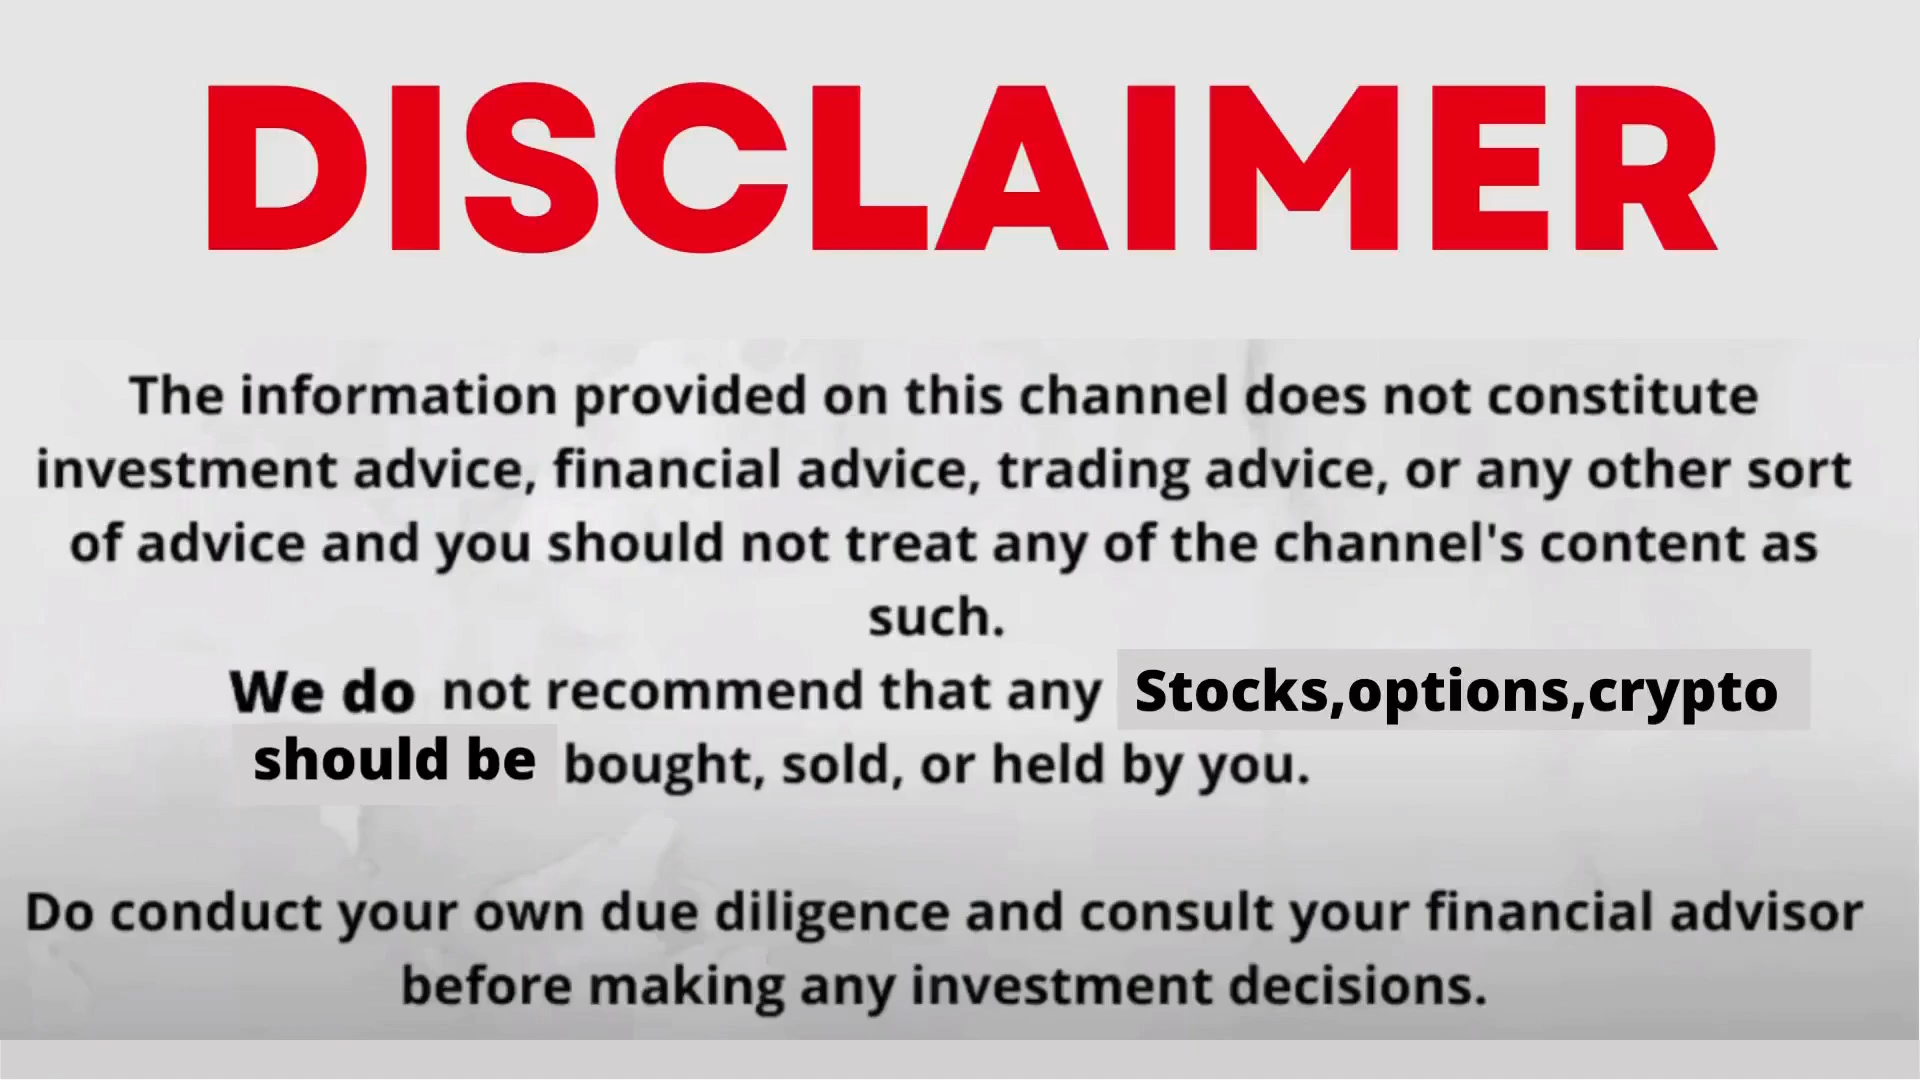 DISCLAIMER
The information provided on this channel does not constitute
investment advice, financial advice, trading advice, or any other sort
of advice and you should not treat any of the channel's content as
such.
We do not recommend that any Stocks,options,crypto
should be bought, sold, or held by you.
Do conduct your own due diligence and consult your financial advisor
before making any investment decisions.